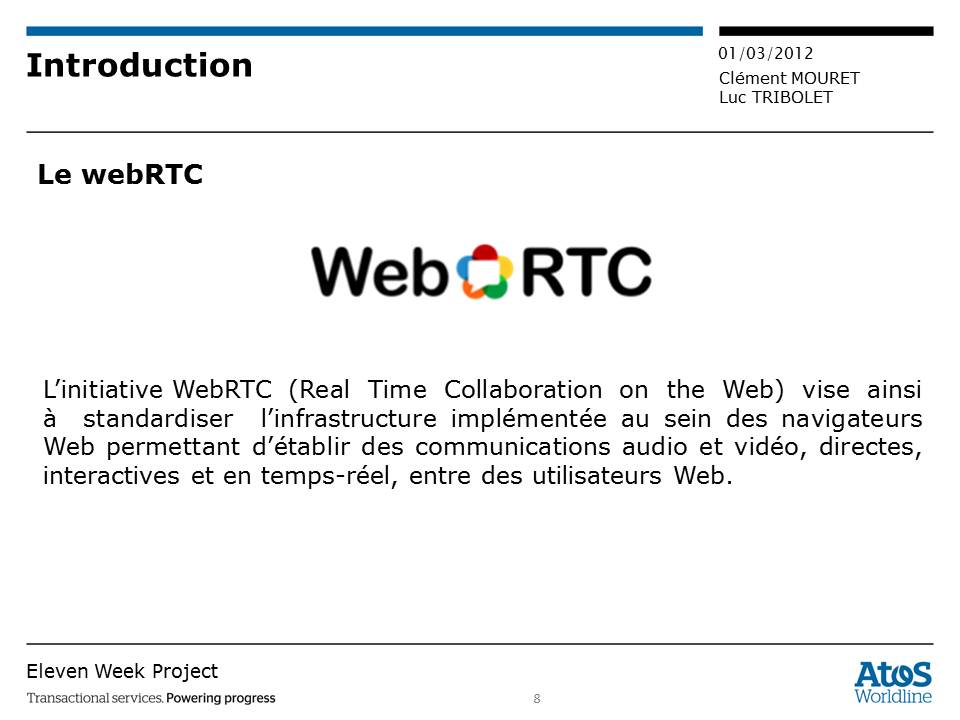 Introduction
01/03/2012
Clément MOURET
Luc TRIBOLET
Le webRTC
Web RTC
L’initiative WebRTC (Real Time Collaboration on the Web) vise ainsi
à standardiser l’infrastructure implémentée au sein des navigateurs
Web permettant d’établir des communications audio et vidéo, directes,
interactives et en temps-réel, entre des utilisateurs Web.
Eleven Week Project
Transactional services. Powering progress
8
Atos
Worldline